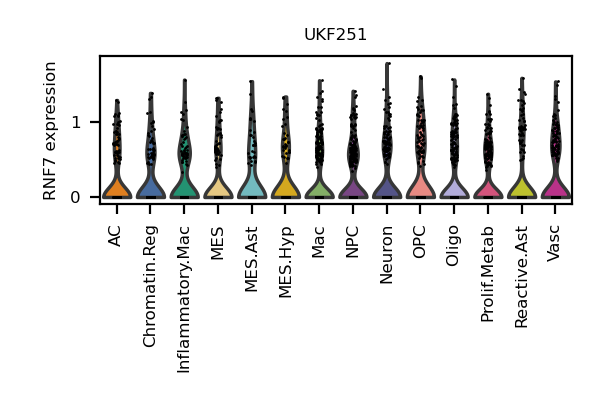 UKF251
RNF7 expression
1
0
AC
Chromatin.Reg
Inflammatory.Mac
MES
MES.Ast
MES.Hyp
Mac
NPC
Neuron
OPC
Oligo
Prolif.Metab
Reactive.Ast
Vasc